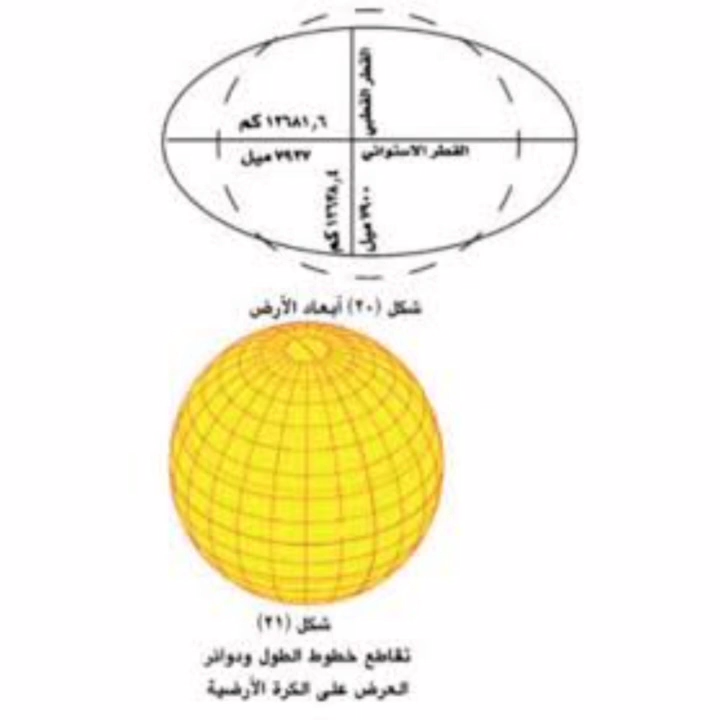 القطر القطبي
١٢٦٨١,٦ كم
٧٩٢٧ ميل
القطر الاستوائي
١٢٦٣٨,٤ كم
٧٩٠٠ ميل
شكل (٢٠) أبعاد الأرض
شكل (٢١)
تقاطع خطوط الطول ودوائر
العرض على الكرة الأرضية